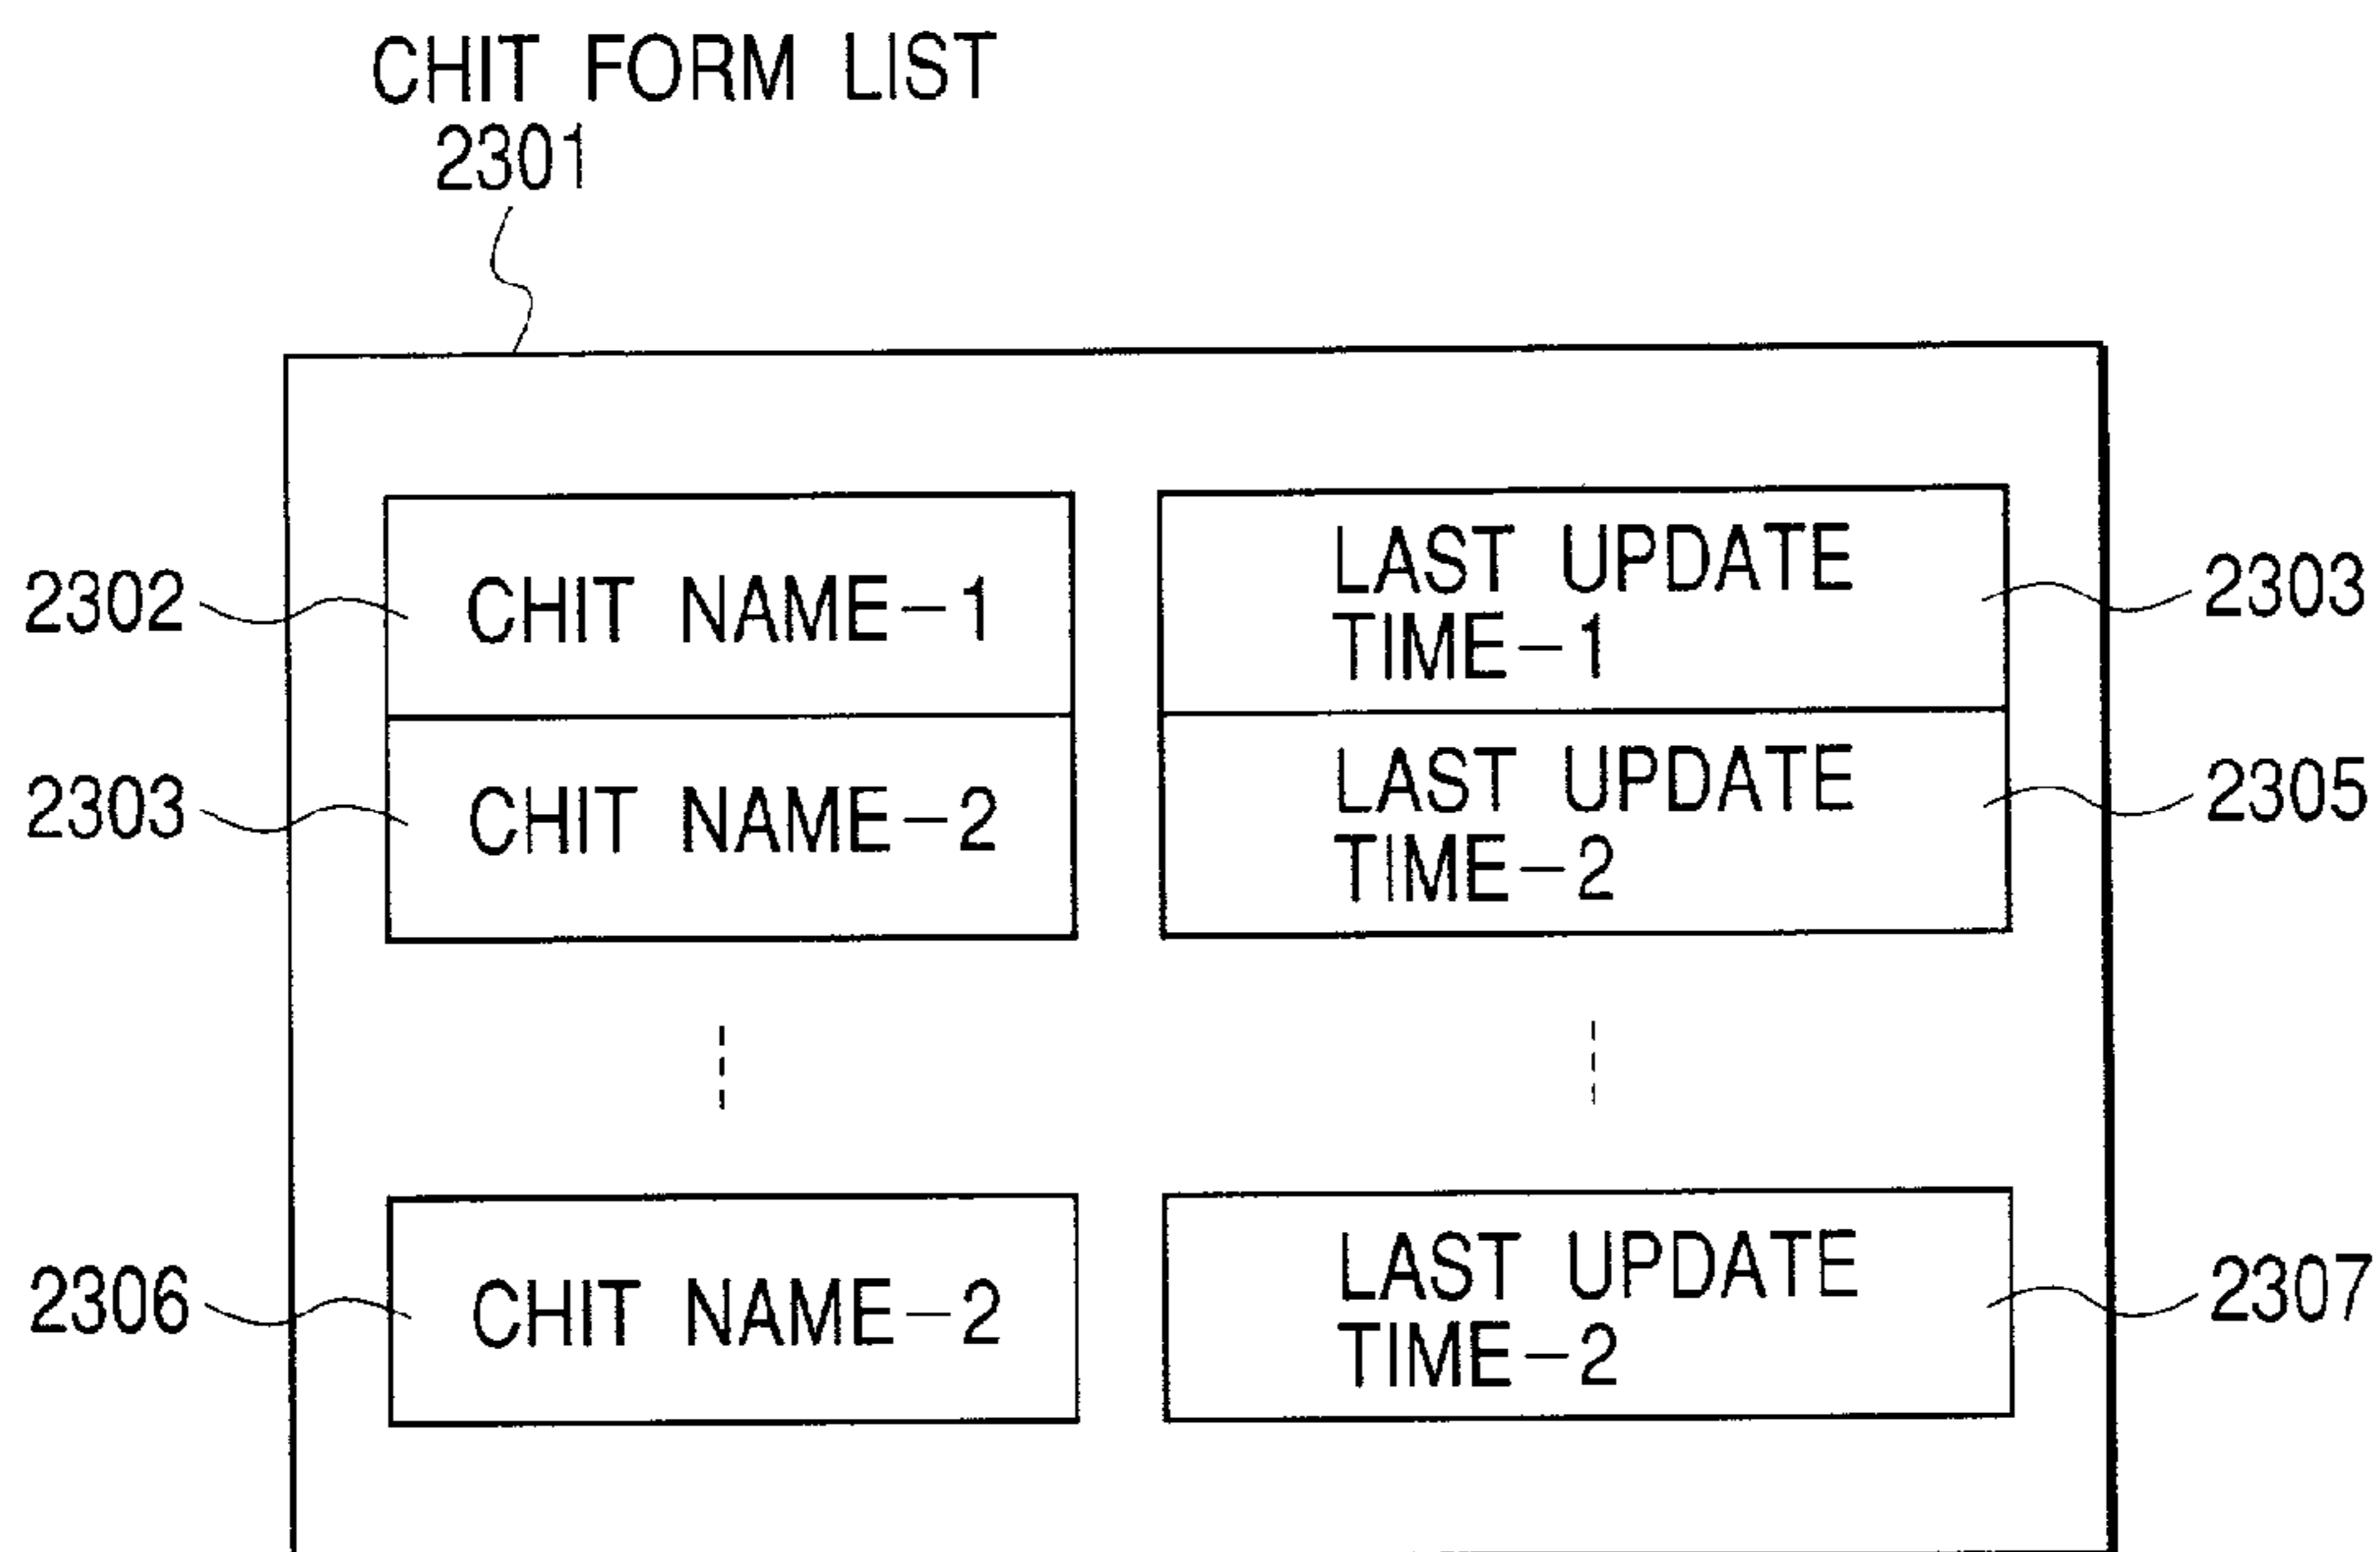 CHIT FORM LIST
2301
2302
CHIT NAME-1
LAST UPDATE
TIME-1
2303
2303
CHIT NAME-2
LAST UPDATE
TIME-2
2305
2306
CHIT NAME-2
LAST UPDATE
TIME-2
2307